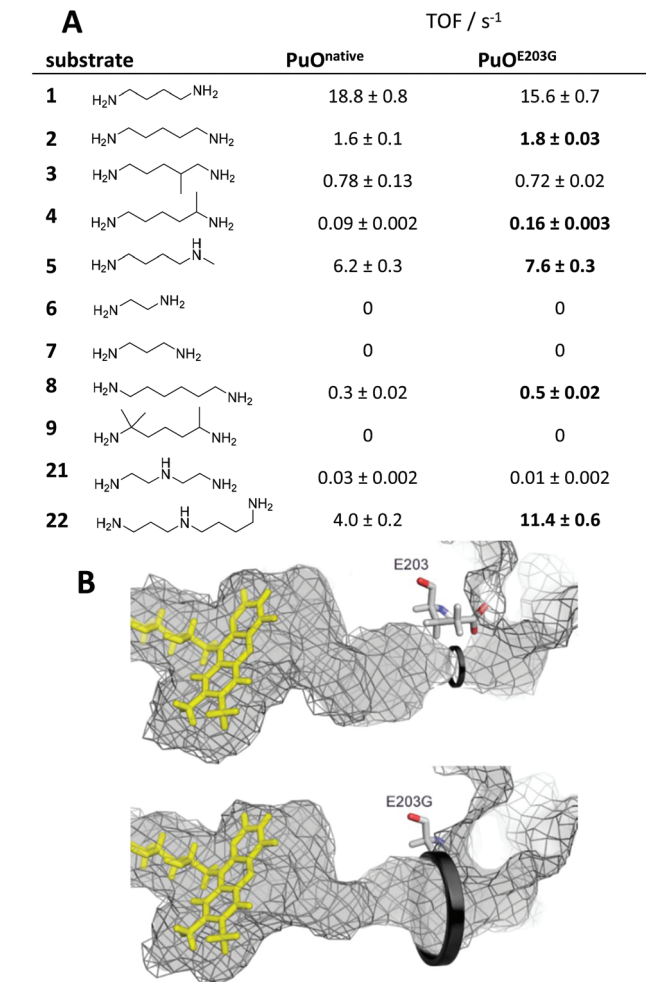 A
TOF / s-1
substrate PuOnative PuOE203G
1 H2N NH2 18.8 ± 0.8 15.6 ± 0.7
2 H2N NH2 1.6 ± 0.1 1.8 ± 0.03
3 H2N NH2 0.78 ± 0.13 0.72 ± 0.02
4 H2N NH2 0.09 ± 0.002 0.16 ± 0.003
5 H2N H N 6.2 ± 0.3 7.6 ± 0.3
6 H2N NH2 0 0
7 H2N NH2 0 0
8 H2N NH2 0.3 ± 0.02 0.5 ± 0.02
9 H2N NH2 0 0
21 H2N H N NH2 0.03 ± 0.002 0.01 ± 0.002
22 H2N H N NH2 4.0 ± 0.2 11.4 ± 0.6
B
E203
E203G